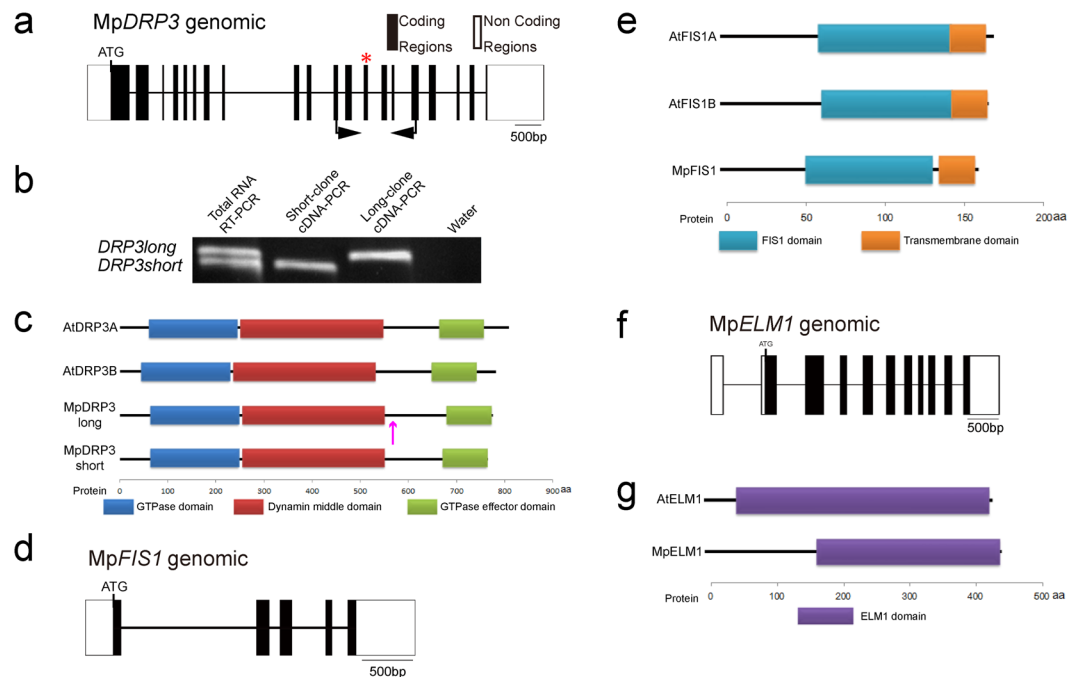 a
MpDRP3 genomic
Coding
Regions
Non Coding
Regions
ATG
*
500bp
b
Total RNA
RT-PCR
Short-clone
cDNA-PCR
Long-clone
cDNA-PCR
Water
DRP3long
DRP3short
c
AtDRP3A
AtDRP3B
MpDRP3
long
MpDRP3
short
Protein
0 100 200 300 400 500 600 700 800 900 aa
GTPase domain
Dynamin middle domain
GTPase effector domain
d
MpFIS1 genomic
ATG
500bp
e
AtFIS1A
AtFIS1B
MpFIS1
Protein
0 50 100 150 200 aa
FIS1 domain
Transmembrane domain
f
MpELM1 genomic
ATG
500bp
g
AtELM1
MpELM1
Protein
0 100 200 300 400 500 aa
ELM1 domain